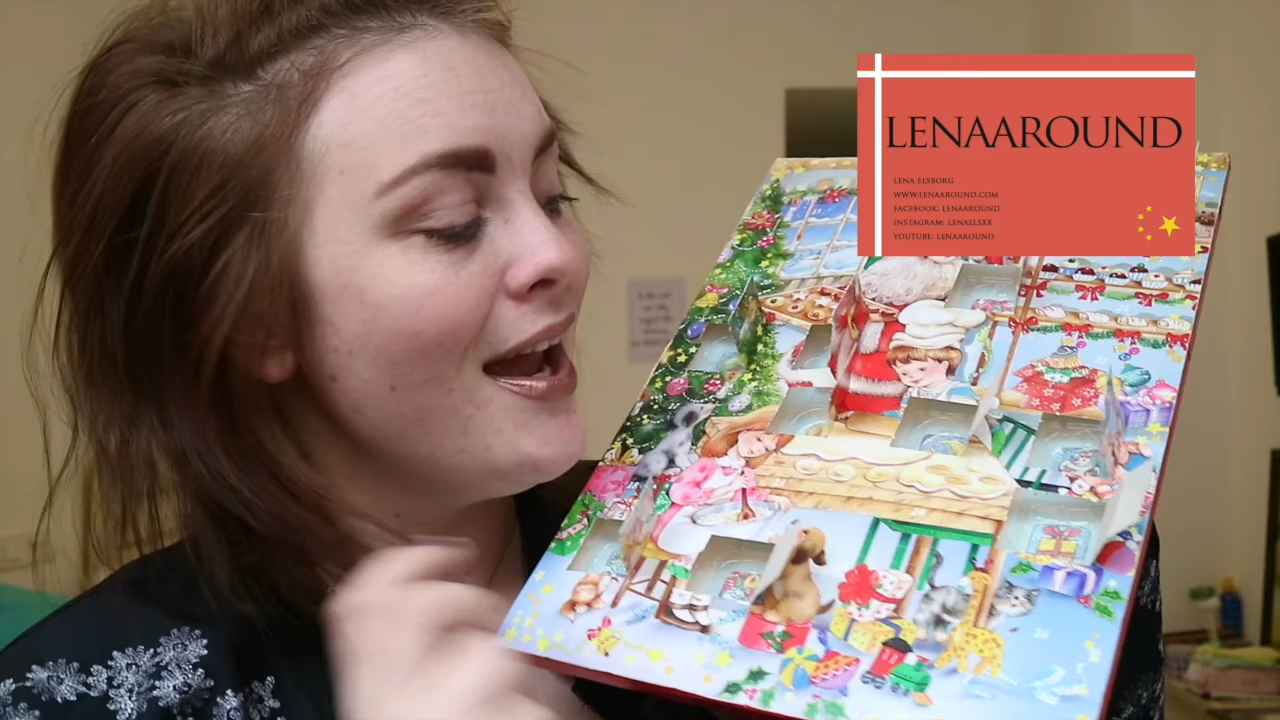 LENAAROUND
LENA ELSBORG
WWW.LENAAROUND.COM
FACEBOOK: LENAAROUND
INSTAGRAM: LENAELSXX
YOUTUBE: LENAAROUND